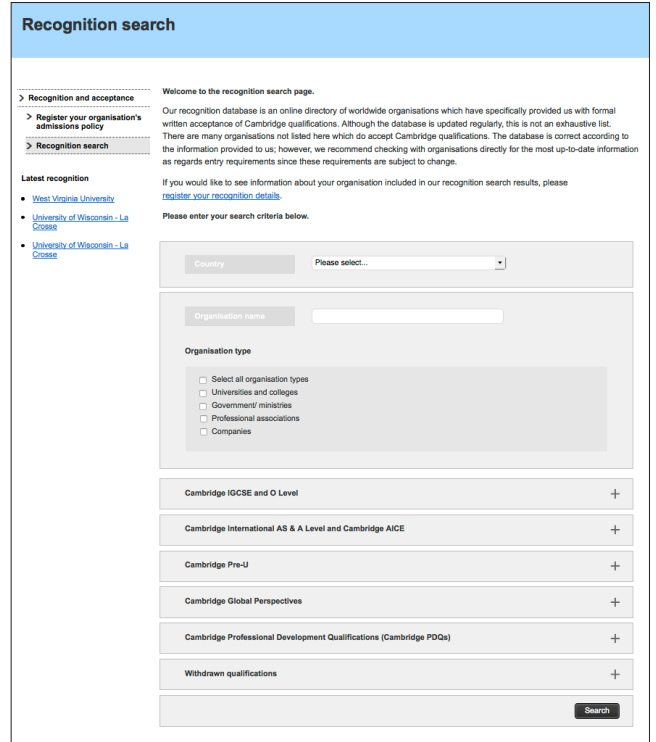 Recognition search
> Recognition and acceptance
> Register your organisation's
admissions policy
> Recognition search
Latest recognition
• West Virginia University
• University of Wisconsin - La
Crosse
• University of Wisconsin - La
Crosse
Welcome to the recognition search page.
Our recognition database is an online directory of worldwide organisations which have specifically provided us with formal
written acceptance of Cambridge qualifications. Although the database is updated regularly, this is not an exhaustive list.
There are many organisations not listed here which do accept Cambridge qualifications. The database is correct according to
the information provided to us; however, we recommend checking with organisations directly for the most up-to-date information
as regards entry requirements since these requirements are subject to change.
If you would like to see information about your organisation included in our recognition search results, please
register your recognition details.
Please enter your search criteria below.
Country Please select...
Organisation name
Organisation type
Select all organisation types
Universities and colleges
Government/ ministries
Professional associations
Companies
Cambridge IGCSE and O Level +
Cambridge International AS & A Level and Cambridge AICE +
Cambridge Pre-U +
Cambridge Global Perspectives +
Cambridge Professional Development Qualifications (Cambridge PDQs) +
Withdrawn qualifications +
Search